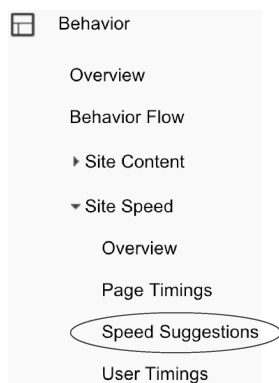 Behavior
Overview
Behavior Flow
Site Content
Site Speed
Overview
Page Timings
Speed Suggestions
User Timings